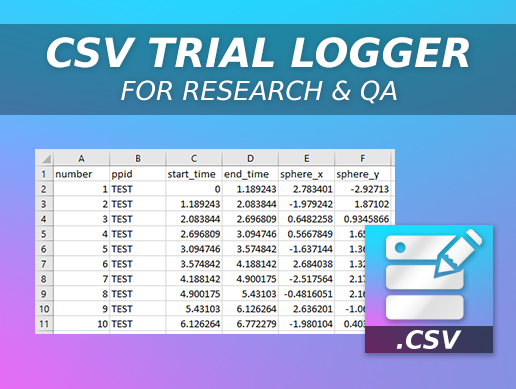 CSV TRIAL LOGGER
FOR RESEARCH & QA
A B C D E F
1 number ppid start_time end_time sphere_x sphere_y
2 1 TEST 0 1.189243 2.783401 -2.92713
3 2 TEST 1.189243 2.083844 -1.979242 1.87102
4 3 TEST 2.083844 2.696809 0.6482258 0.9345866
5 4 TEST 2.696809 3.094746 0.5667849
6 5 TEST 3.094746 3.574842 -1.637144
7 6 TEST 3.574842 4.188142 2.684038
8 7 TEST 4.188142 4.900175 -2.517564
9 8 TEST 4.900175 5.43103 -0.4816051
10 9 TEST 5.43103 6.126264 2.636201
11 10 TEST 6.126264 6.772279 -1.980104
.CSV